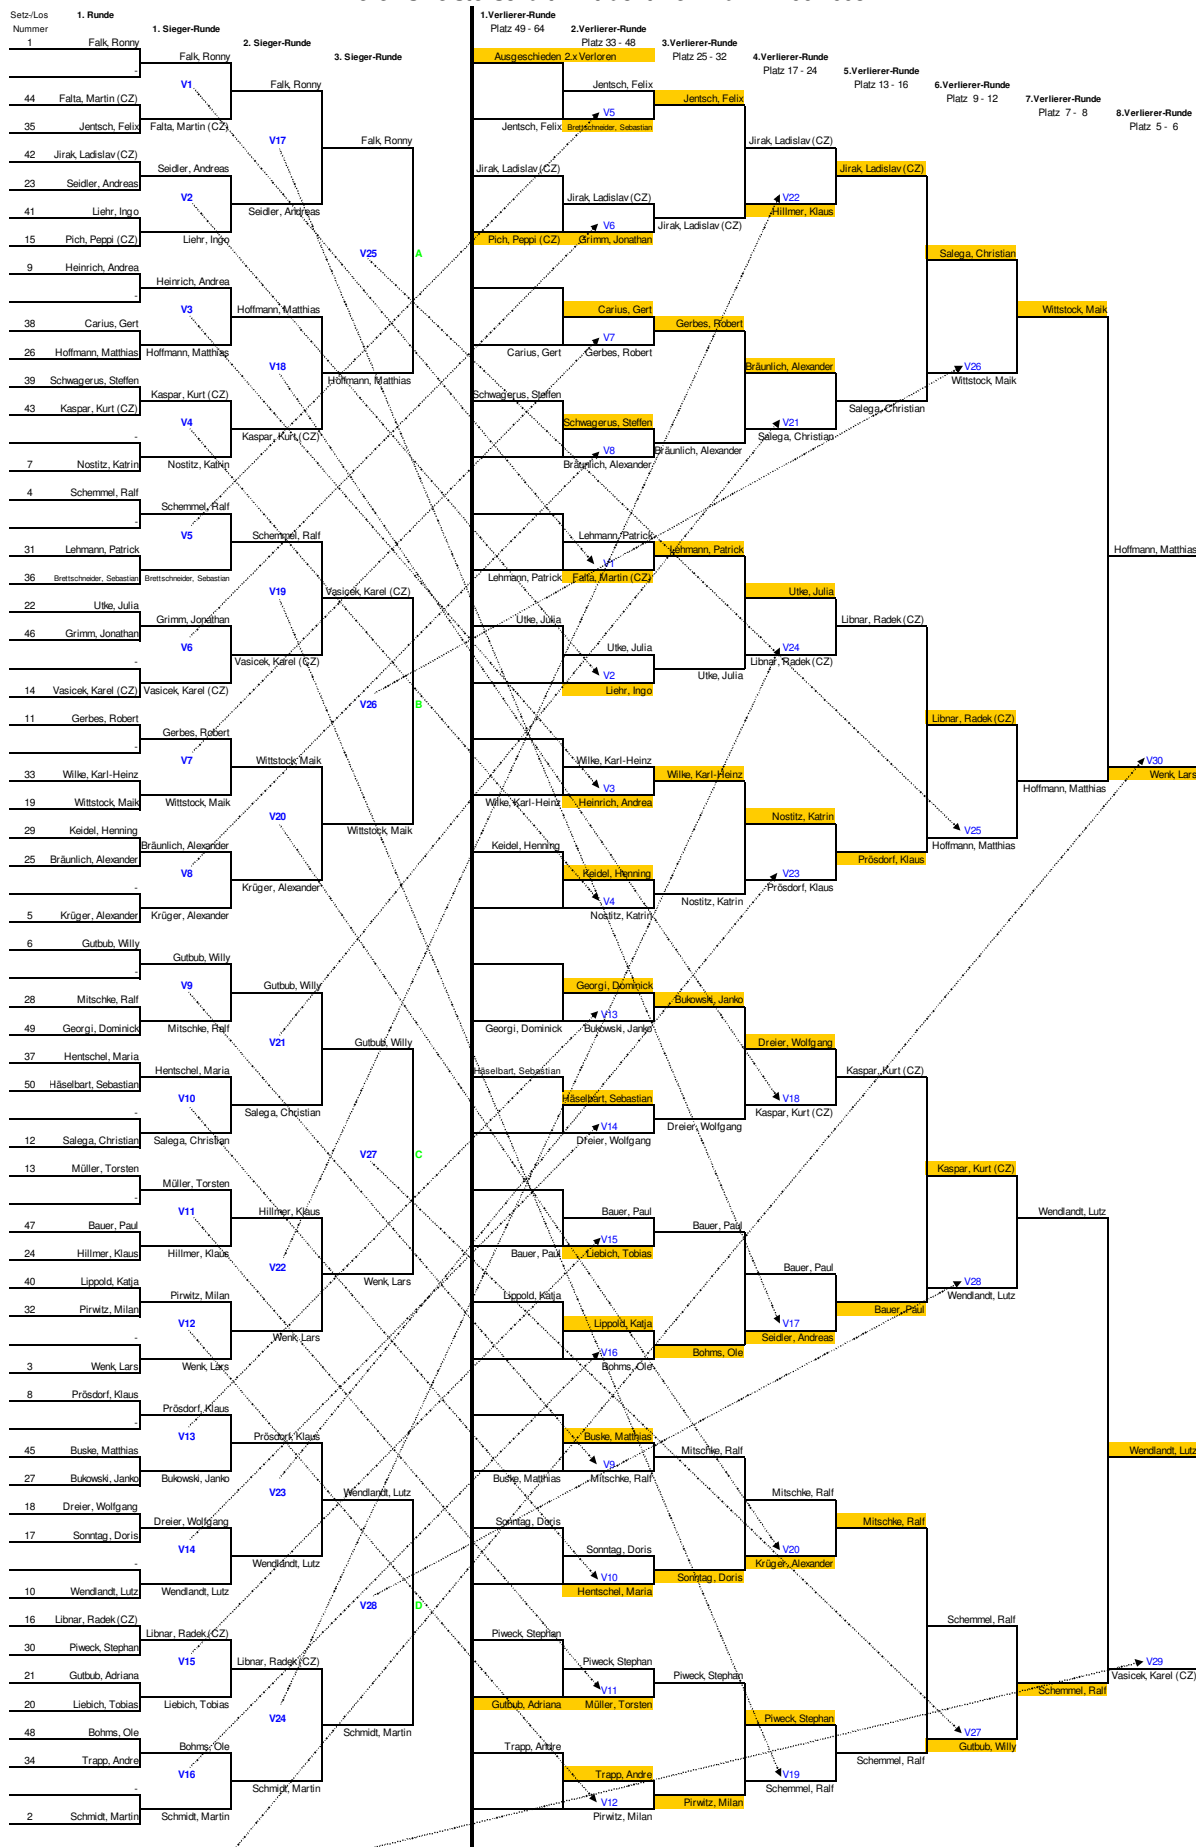 Setz-/Los
Nummer
1. Runde
1. Sieger-Runde
2. Sieger-Runde
3. Sieger-Runde
1.Verlierer-Runde
Platz 49 - 64
2.Verlierer-Runde
Platz 33 - 48
3.Verlierer-Runde
Platz 25 - 32
4.Verlierer-Runde
Platz 17 - 24
5.Verlierer-Runde
Platz 13 - 16
6.Verlierer-Runde
Platz 9 - 12
7.Verlierer-Runde
Platz 7 - 8
8.Verlierer-Runde
Platz 5 - 6
1 Falk, Ronny
-
44 Falta, Martin (CZ)
35 Jentsch, Felix
42 Jirak, Ladislav (CZ)
23 Seidler, Andreas
41 Liehr, Ingo
15 Pich, Peppi (CZ)
9 Heinrich, Andrea
-
38 Carius, Gert
26 Hoffmann, Matthias
39 Schwagerus, Steffen
43 Kaspar, Kurt (CZ)
-
7 Nostitz, Katrin
4 Schemmel, Ralf
-
31 Lehmann, Patrick
36 Brettschneider, Sebastian
22 Utke, Julia
46 Grimm, Jonathan
-
14 Vasicek, Karel (CZ)
11 Gerbes, Robert
-
33 Wilke, Karl-Heinz
19 Wittstock, Maik
29 Keidel, Henning
25 Bräunlich, Alexander
-
5 Krüger, Alexander
6 Gutbub, Willy
-
28 Mitschke, Ralf
49 Georgi, Dominick
37 Hentschel, Maria
50 Häselbart, Sebastian
-
12 Salega, Christian
13 Müller, Torsten
-
47 Bauer, Paul
24 Hillmer, Klaus
40 Lippold, Katja
32 Pirwitz, Milan
-
3 Wenk, Lars
8 Prösdorf, Klaus
-
45 Buske, Matthias
27 Bukowski, Janko
18 Dreier, Wolfgang
17 Sonntag, Doris
-
10 Wendlandt, Lutz
16 Libnar, Radek (CZ)
30 Piweck, Stephan
21 Gutbub, Adriana
20 Liebich, Tobias
48 Bohms, Ole
34 Trapp, Andre
-
2 Schmidt, Martin
Falk, Ronny
V1
Falta, Martin (CZ)
Seidler, Andreas
V2
Liehr, Ingo
Heinrich, Andrea
V3
Hoffmann, Matthias
Kaspar, Kurt (CZ)
V4
Nostitz, Katrin
Schemmel, Ralf
V5
Brettschneider, Sebastian
Grimm, Jonathan
V6
Vasicek, Karel (CZ)
Gerbes, Robert
V7
Wittstock, Maik
Bräunlich, Alexander
V8
Krüger, Alexander
Gutbub, Willy
V9
Mitschke, Ralf
Hentschel, Maria
V10
Salega, Christian
Müller, Torsten
V11
Hillmer, Klaus
Pirwitz, Milan
V12
Wenk, Lars
Prösdorf, Klaus
V13
Bukowski, Janko
Dreier, Wolfgang
V14
Wendlandt, Lutz
Libnar, Radek (CZ)
V15
Liebich, Tobias
Bohms, Ole
V16
Schmidt, Martin
Falk, Ronny
V17
Seidler, Andreas
Hoffmann, Matthias
V18
Kaspar, Kurt (CZ)
Schemmel, Ralf
V19
Vasicek, Karel (CZ)
Wittstock, Maik
V20
Krüger, Alexander
Gutbub, Willy
V21
Salega, Christian
Hillmer, Klaus
V22
Wenk, Lars
Prösdorf, Klaus
V23
Wendlandt, Lutz
Libnar, Radek (CZ)
V24
Schmidt, Martin
Falk, Ronny
V25
A
Hoffmann, Matthias
Vasicek, Karel (CZ)
V26
B
Wittstock, Maik
Gutbub, Willy
V27
C
Wenk, Lars
Wendlandt, Lutz
V28
D
Schmidt, Martin
Ausgeschieden 2.x Verloren
Jentsch, Felix
Jirak, Ladislav (CZ)
Pich, Peppi (CZ)
Carius, Gert
Schwagerus, Steffen
Lehmann, Patrick
Utke, Julia
Wilke, Karl-Heinz
Keidel, Henning
Georgi, Dominick
Häselbart, Sebastian
Bauer, Paul
Lippold, Katja
Buske, Matthias
Sonntag, Doris
Piweck, Stephan
Gutbub, Adriana
Trapp, Andre
Jentsch, Felix
V5
Brettschneider, Sebastian
Jirak, Ladislav (CZ)
V6
Grimm, Jonathan
Carius, Gert
V7
Gerbes, Robert
Schwagerus, Steffen
V8
Bräunlich, Alexander
Lehmann, Patrick
V1
Falta, Martin (CZ)
Utke, Julia
V2
Liehr, Ingo
Wilke, Karl-Heinz
V3
Heinrich, Andrea
Keidel, Henning
V4
Nostitz, Katrin
Georgi, Dominick
V13
Bukowski, Janko
Häselbart, Sebastian
V14
Dreier, Wolfgang
Bauer, Paul
V15
Liebich, Tobias
Lippold, Katja
V16
Bohms, Ole
Buske, Matthias
V9
Mitschke, Ralf
Sonntag, Doris
V10
Hentschel, Maria
Piweck, Stephan
V11
Müller, Torsten
Trapp, Andre
V12
Pirwitz, Milan
Jentsch, Felix
Jirak, Ladislav (CZ)
Gerbes, Robert
Bräunlich, Alexander
Lehmann, Patrick
Utke, Julia
Wilke, Karl-Heinz
Nostitz, Katrin
Bukowski, Janko
Dreier, Wolfgang
Bauer, Paul
Bohms, Ole
Mitschke, Ralf
Sonntag, Doris
Piweck, Stephan
Pirwitz, Milan
Jirak, Ladislav (CZ)
V22
Hillmer, Klaus
Bräunlich, Alexander
V21
Salega, Christian
Utke, Julia
V24
Libnar, Radek (CZ)
Nostitz, Katrin
V23
Prösdorf, Klaus
Dreier, Wolfgang
V18
Kaspar, Kurt (CZ)
Bauer, Paul
V17
Seidler, Andreas
Mitschke, Ralf
V20
Krüger, Alexander
Piweck, Stephan
V19
Schemmel, Ralf
Jirak, Ladislav (CZ)
Salega, Christian
Libnar, Radek (CZ)
Prösdorf, Klaus
Kaspar, Kurt (CZ)
Bauer, Paul
Mitschke, Ralf
Schemmel, Ralf
Salega, Christian
V26
Wittstock, Maik
Libnar, Radek (CZ)
V25
Hoffmann, Matthias
Kaspar, Kurt (CZ)
V28
Wendlandt, Lutz
Schemmel, Ralf
V27
Gutbub, Willy
Wittstock, Maik
Hoffmann, Matthias
Wendlandt, Lutz
Schemmel, Ralf
Hoffmann, Matthias
V30
Wenk, Lars
Wendlandt, Lutz
V29
Vasicek, Karel (CZ)